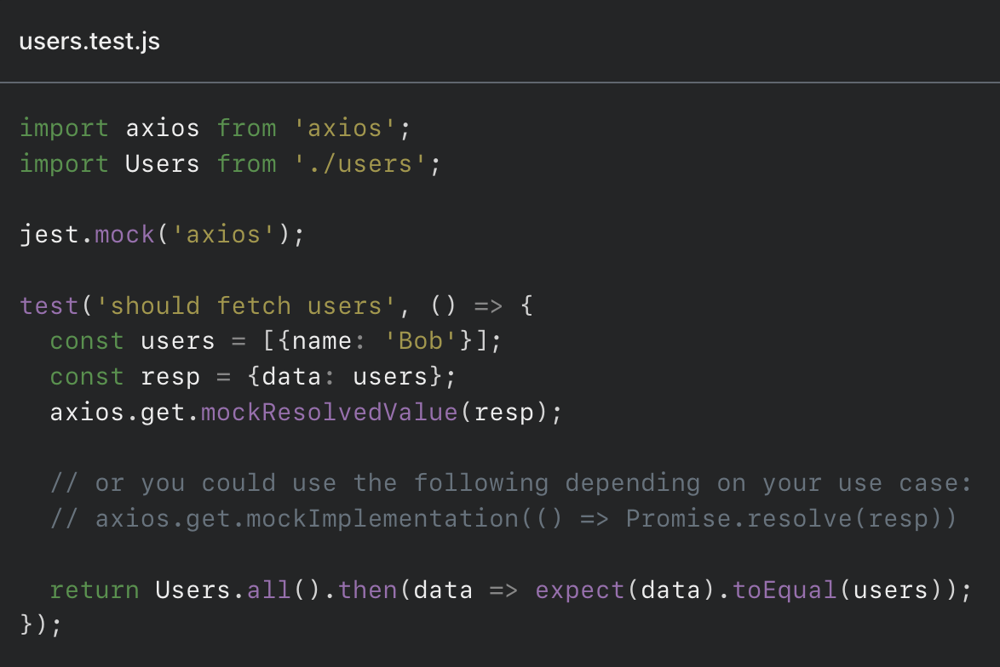 users.test.js
import axios from 'axios';
import Users from './users';
jest.mock('axios');
test('should fetch users', () => {
  const users = [{name: 'Bob'}];
  const resp = {data: users};
  axios.get.mockResolvedValue(resp);
  // or you could use the following depending on your use case:
  // axios.get.mockImplementation(() => Promise.resolve(resp))
  return Users.all().then(data => expect(data).toEqual(users));
});